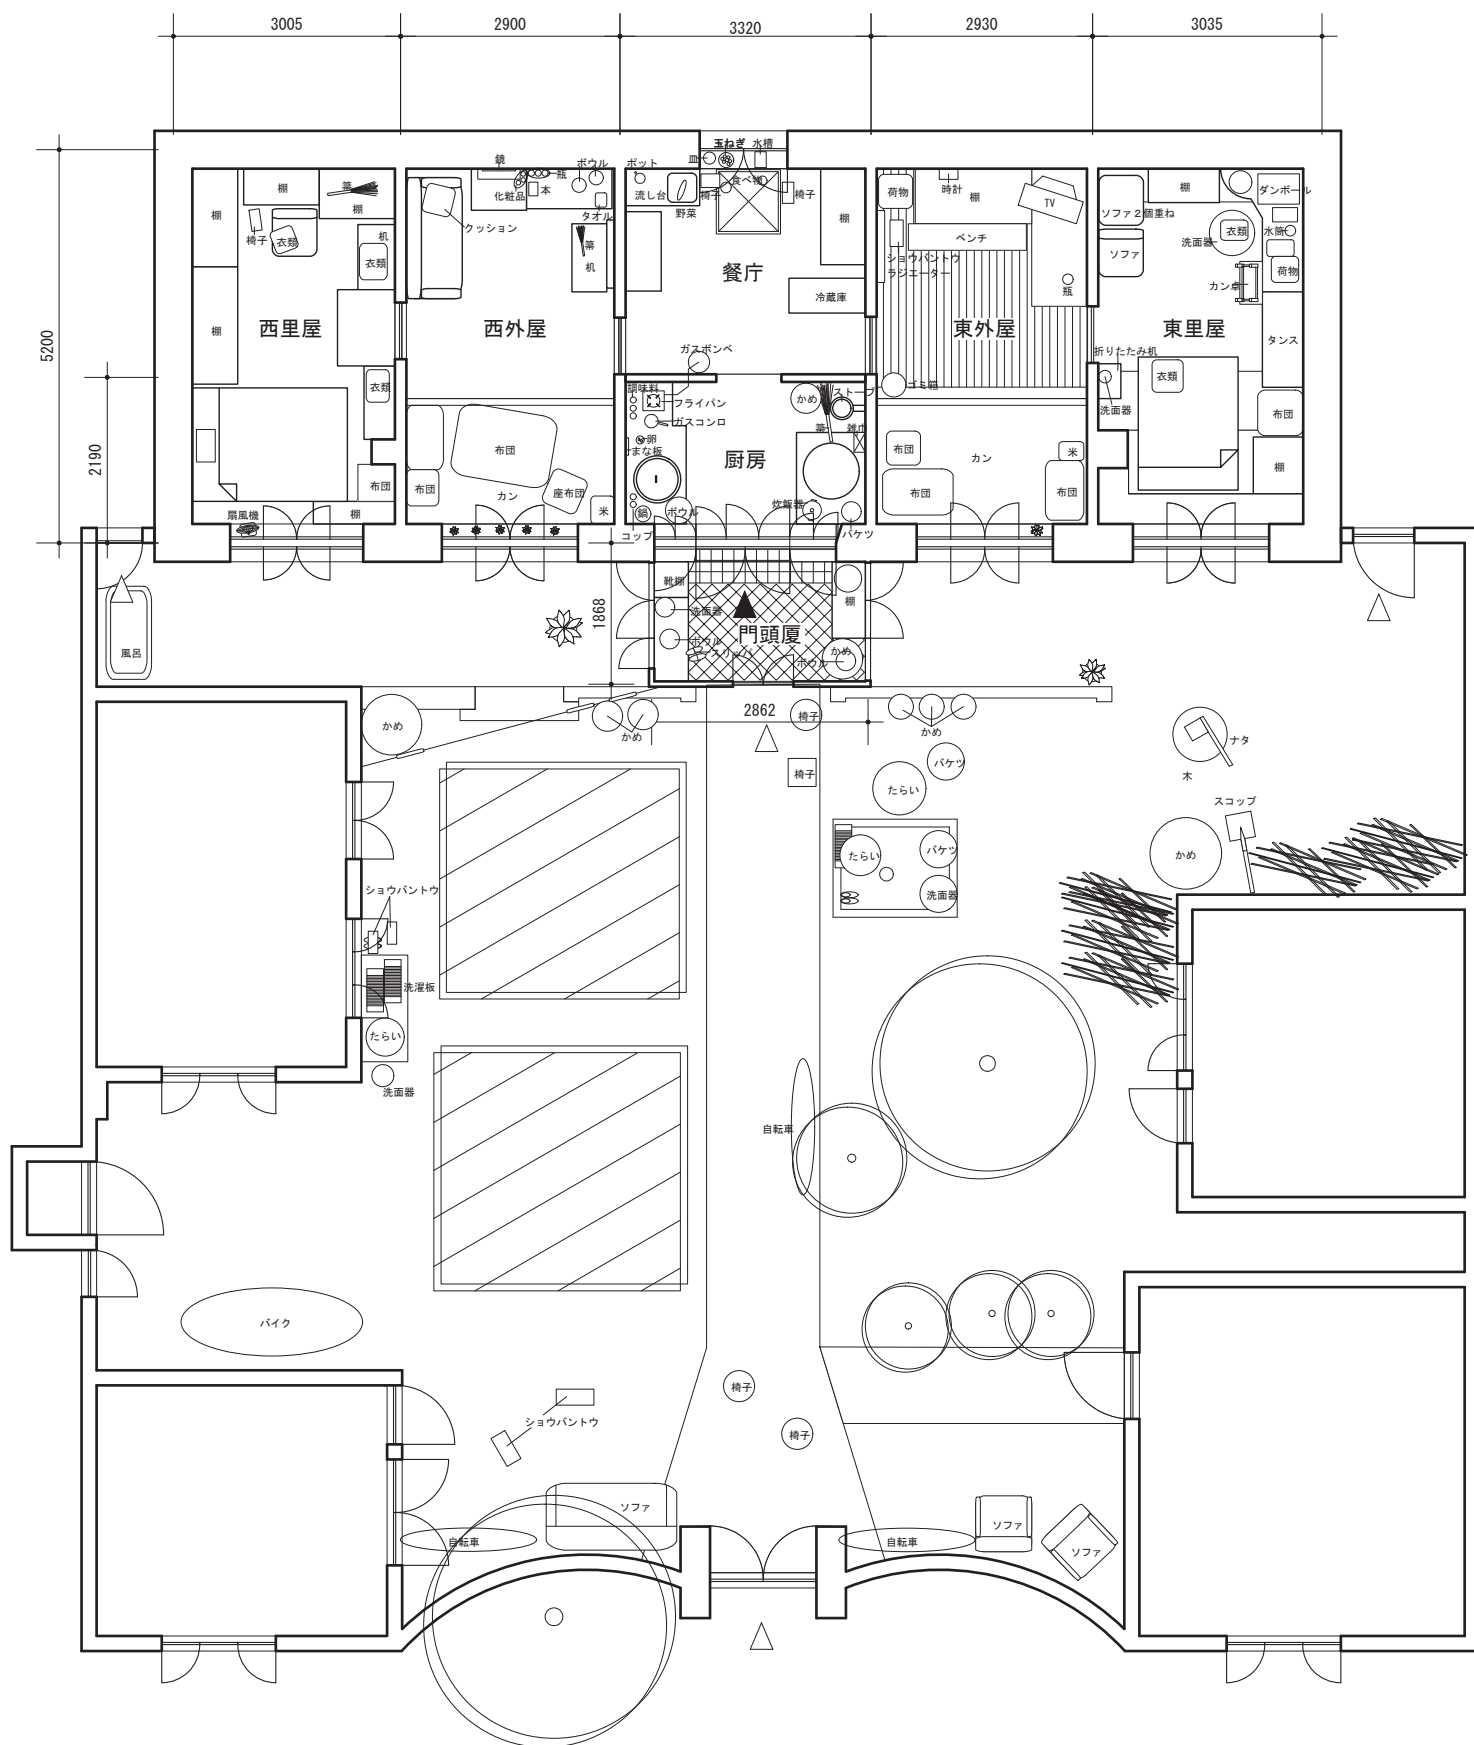 3005
2900
3320
2930
3035
5200
2190
1868
2862
棚
箒
棚
棚
椅子
衣類
机
衣類
棚
西里屋
衣類
布団
棚
扇風機
鏡
瓶
ボウル
化粧品
本
タオル
クッション
箒
机
西外屋
布団
布団
カン
座布団
米
皿
玉ねぎ
水槽
ポット
流し台
野菜
椅子
食べ物
椅子
棚
餐庁
冷蔵庫
ガスボンベ
調味料
フライパン
ガスコンロ
卵
まな板
かめ
ストーブ
箒
雑巾
厨房
鍋
ボウル
炊飯器
コップ
バケツ
荷物
時計
棚
TV
ベンチ
ショウバントウ
ラジエーター
瓶
東外屋
ゴミ箱
布団
カン
米
布団
布団
棚
ダンボール
ソファ2個重ね
ソファ
洗面器
衣類
水筒
荷物
カン卓
東里屋
タンス
折りたたみ机
衣類
洗面器
布団
棚
靴棚
洗面器
棚
門頭厦
ボウル
スリッパ
ボウル
かめ
風呂
かめ
かめ
椅子
かめ
椅子
バケツ
たらい
ナタ
木
スコップ
かめ
たらい
バケツ
洗面器
ショウバントウ
洗濯板
たらい
洗面器
自転車
バイク
椅子
椅子
ショウバントウ
ソファ
自転車
自転車
ソファ
ソファ